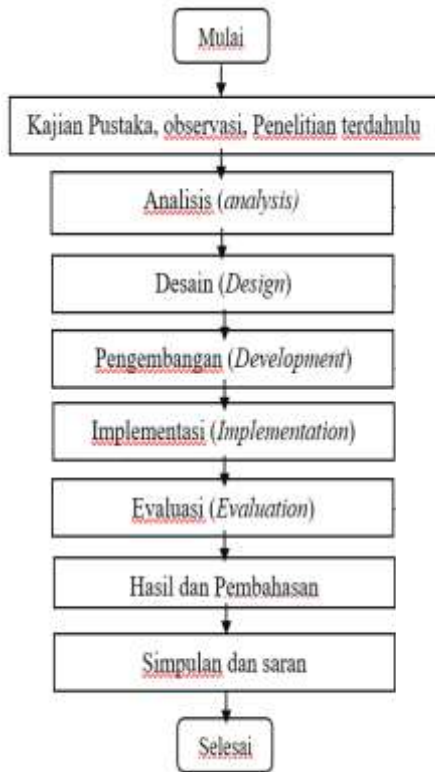 Mulai
Kajian Pustaka, observasi, Penelitian terdahulu
Analisis (analysis)
Desain (Design)
Pengembangan (Development)
Implementasi (Implementation)
Evaluasi (Evaluation)
Hasil dan Pembahasan
Simpulan dan saran
Selesai